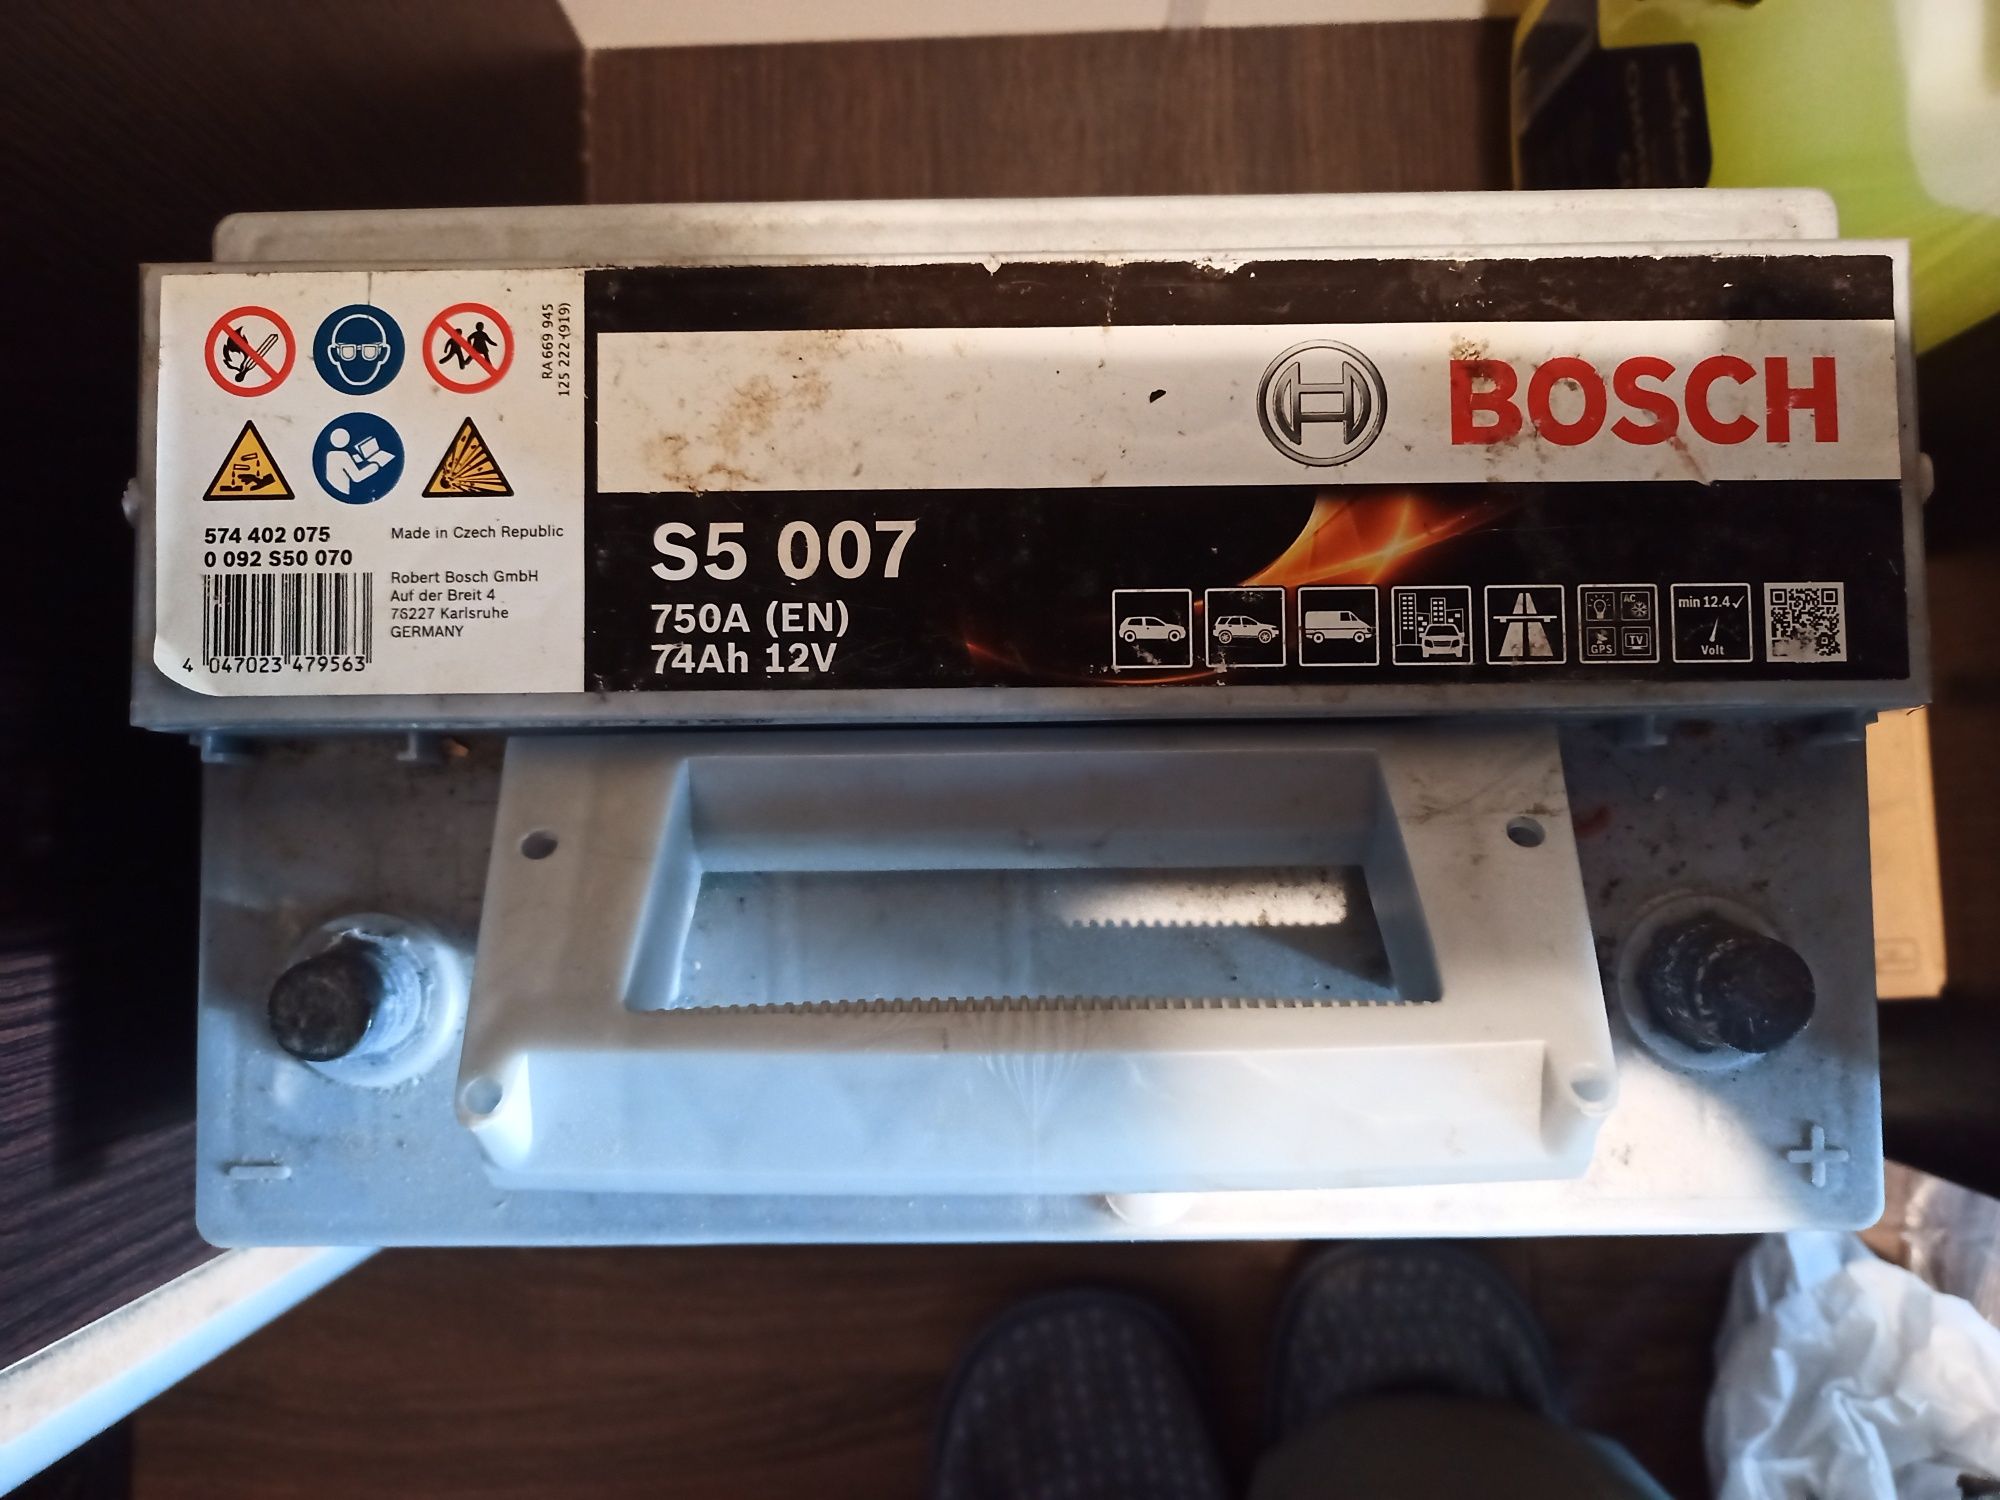 RA 669 945
125 222 (919)
BOSCH
574 402 075
0 092 S50 070
Made in Czech Republic
Robert Bosch GmbH
Auf der Breit 4
76227 Karlsruhe
GERMANY
4 047023 479563
S5 007
750A (EN)
74Ah 12V
AC
GPS
TV
min 12.4✓
Volt
−
+